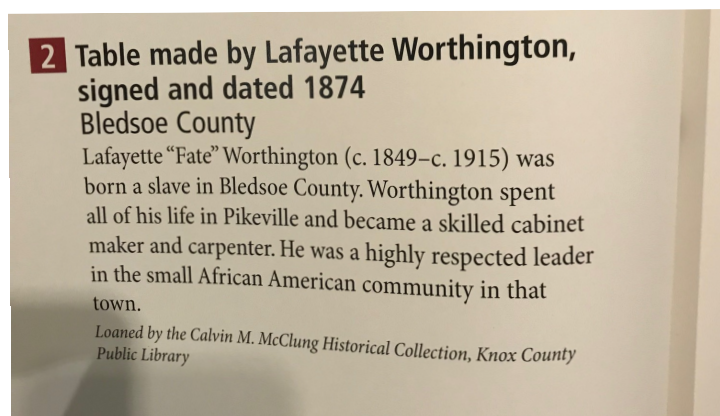 2 Table made by Lafayette Worthington,
signed and dated 1874
Bledsoe County
Lafayette “Fate” Worthington (c. 1849–c. 1915) was
born a slave in Bledsoe County. Worthington spent
all of his life in Pikeville and became a skilled cabinet
maker and carpenter. He was a highly respected leader
in the small African American community in that
town.
Loaned by the Calvin M. McClung Historical Collection, Knox County
Public Library